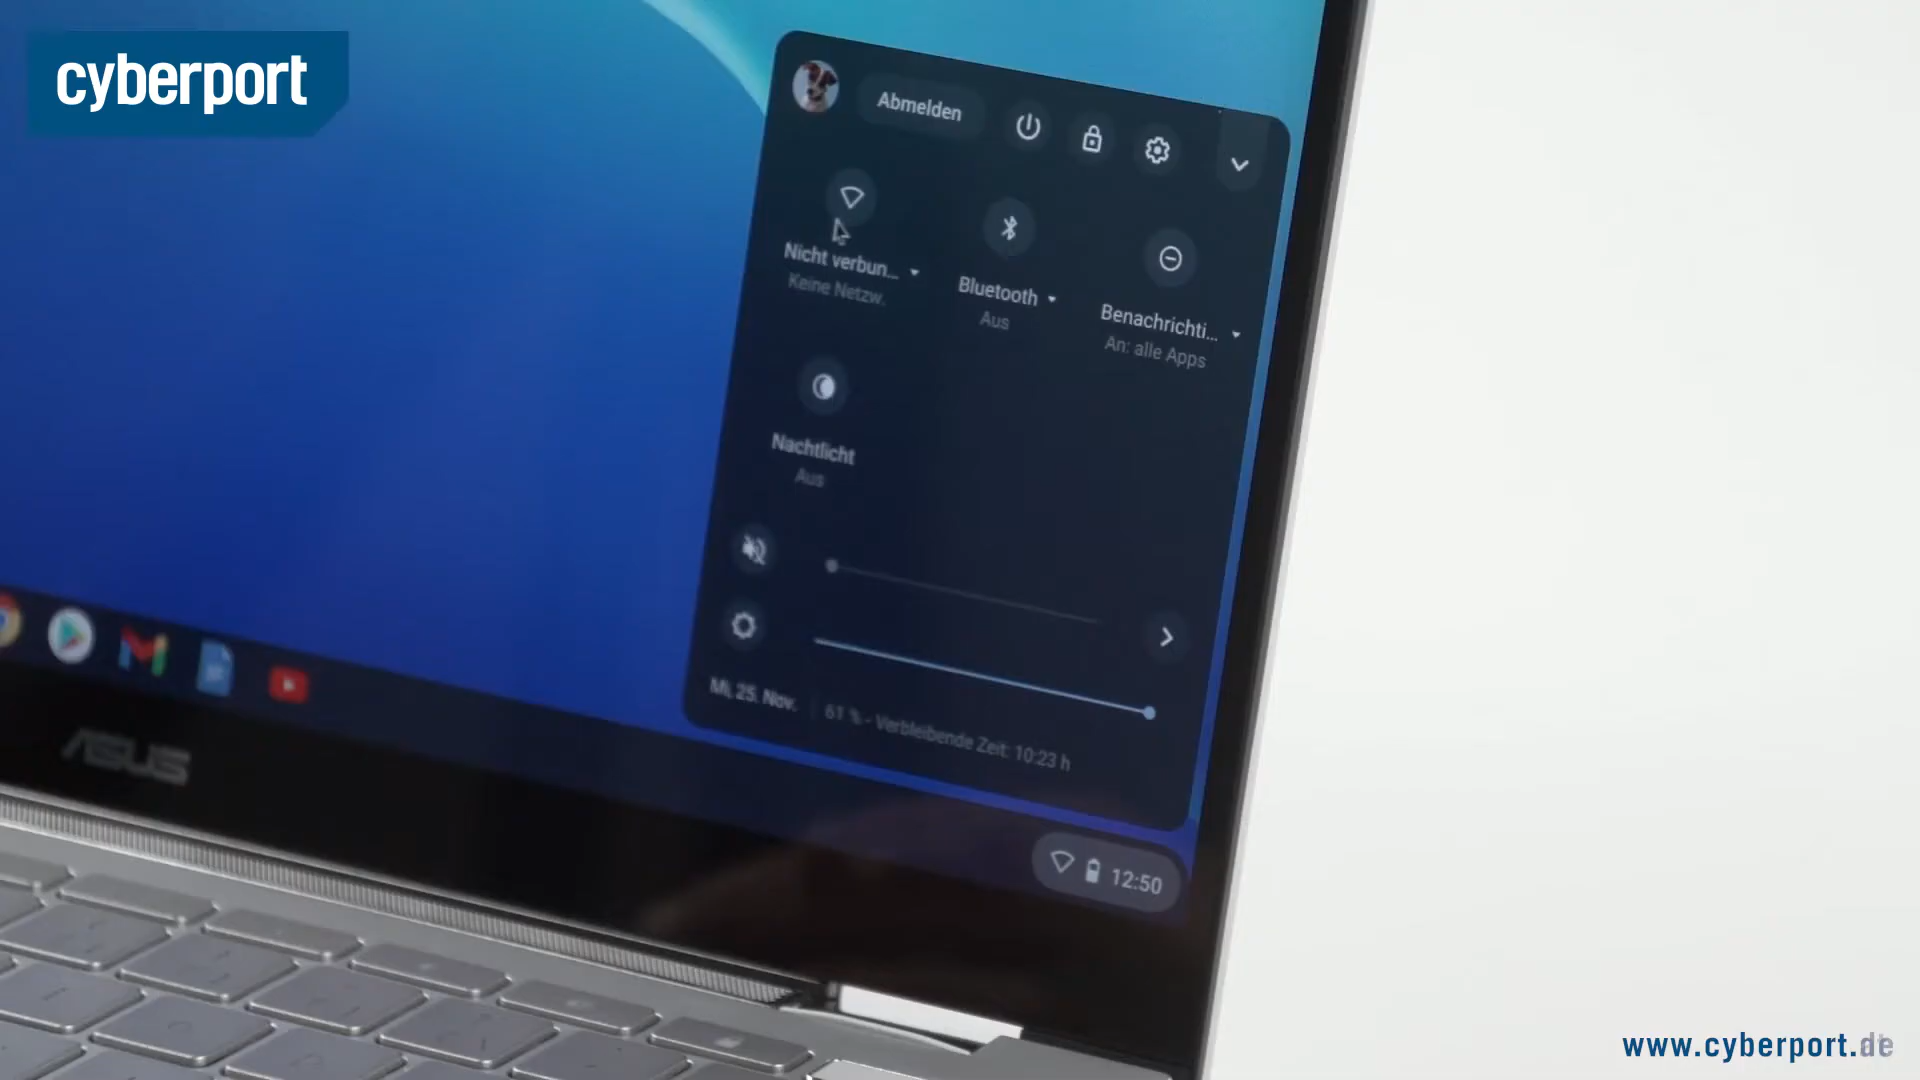 cyberport
Abmelden
Nicht verbun...
Keine Netzw.
Bluetooth
Aus
Benachrichti...
An: alle Apps
Nachtlicht
Aus
Mi, 25. Nov.
61 % - Verbleibende Zeit: 10:23 h
ASUS
12:50
www.cyberport.de